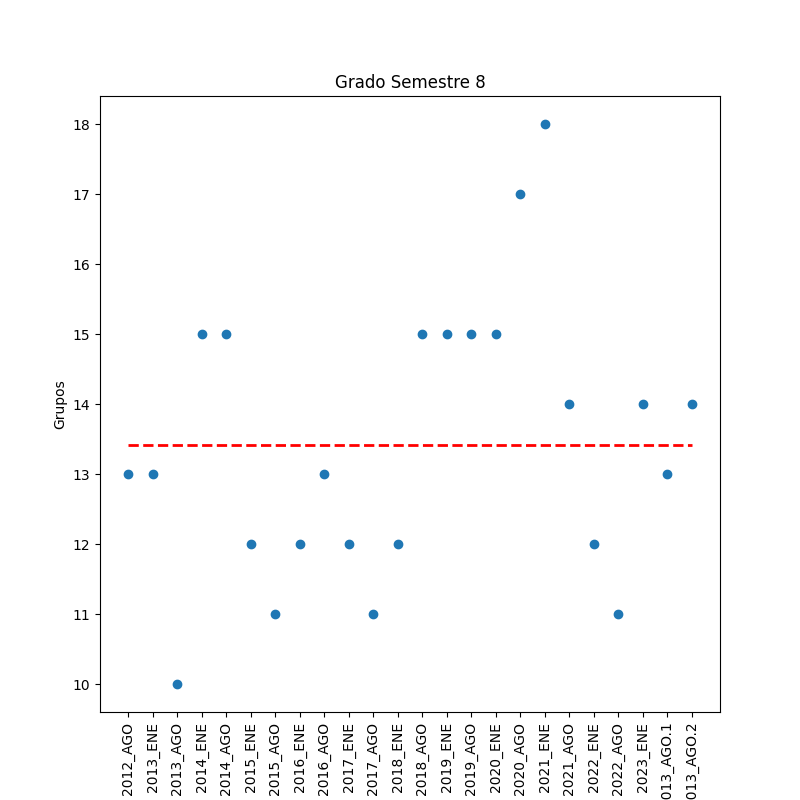 Grado Semestre 8
Grupos
18
17
16
15
14
13
12
11
10
2012_AGO
2013_ENE
2013_AGO
2014_ENE
2014_AGO
2015_ENE
2015_AGO
2016_ENE
2016_AGO
2017_ENE
2017_AGO
2018_ENE
2018_AGO
2019_ENE
2019_AGO
2020_ENE
2020_AGO
2021_ENE
2021_AGO
2022_ENE
2022_AGO
2023_ENE
013_AGO.1
013_AGO.2